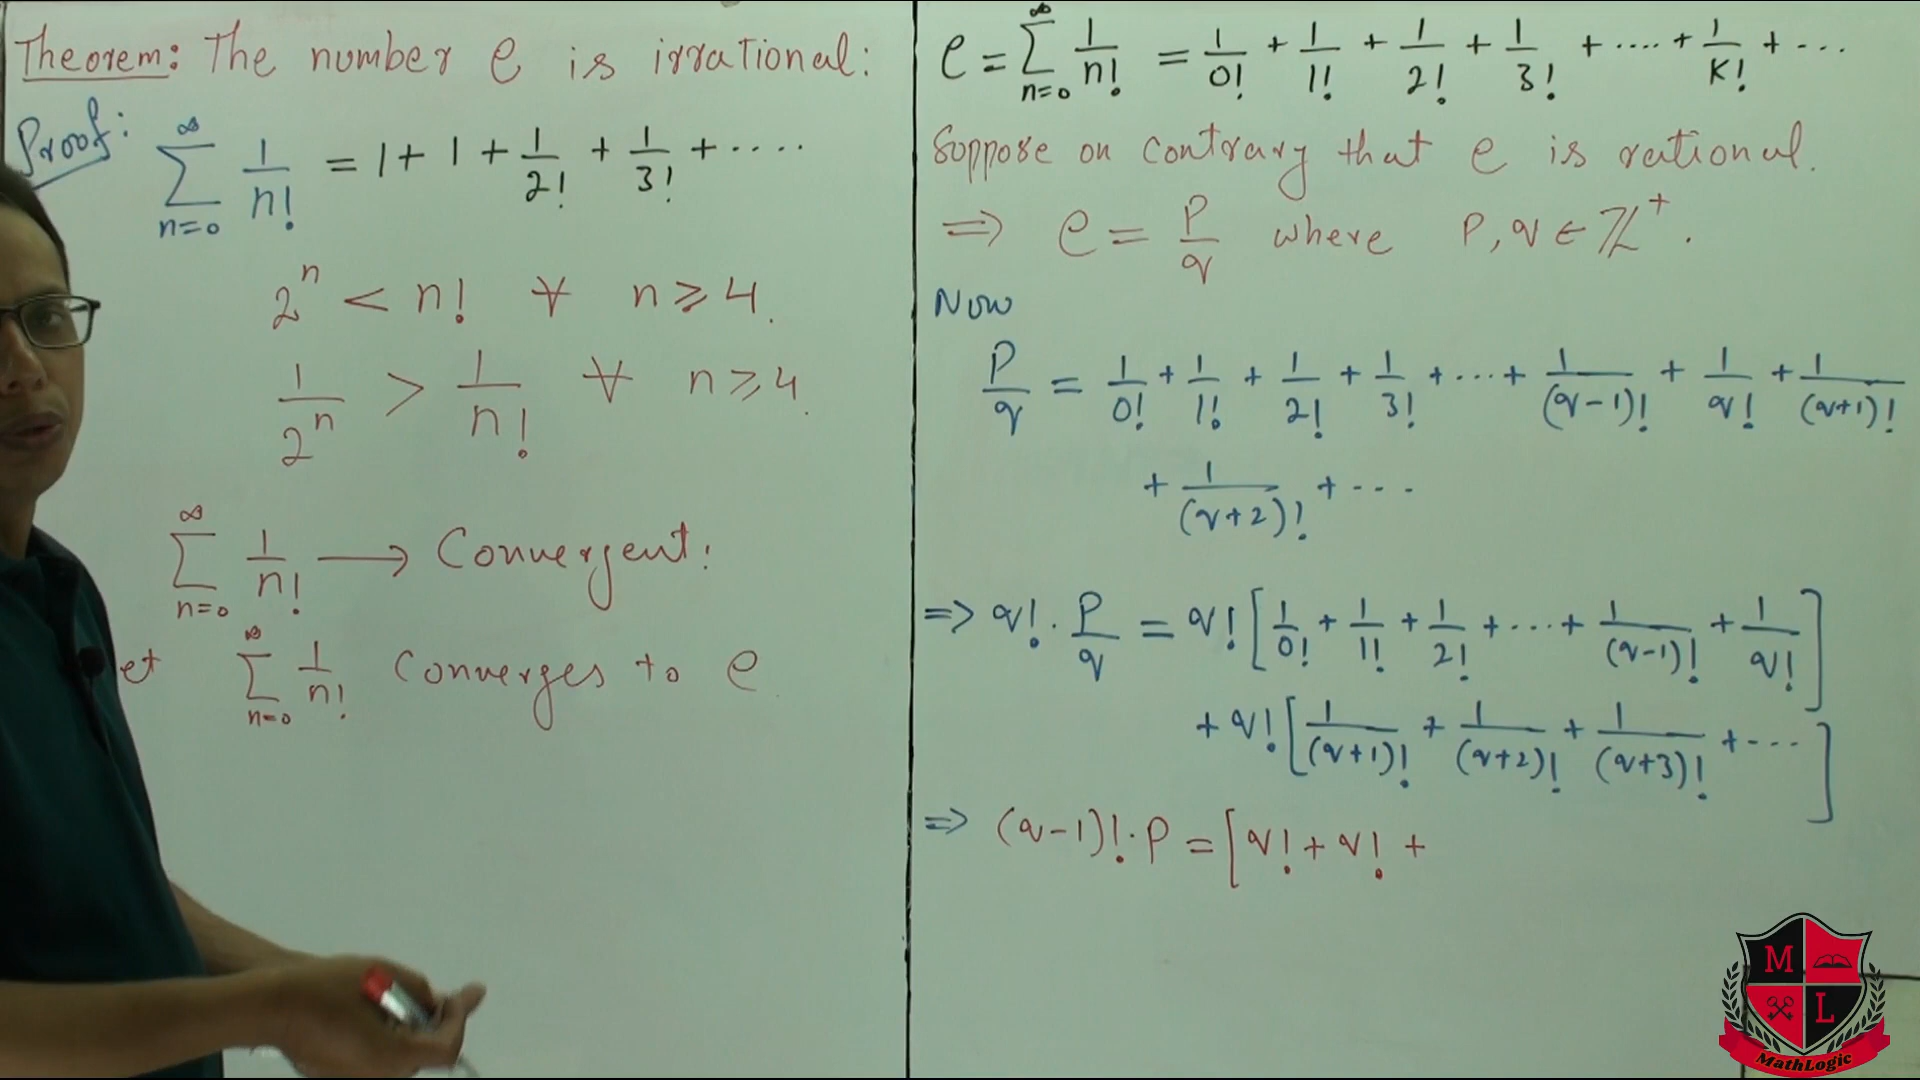 Theorem: The number e is irrational:
Proof: ∑_{n=0}^{∞} 1/n! = 1 + 1 + 1/2! + 1/3! + ....
2^n < n! ∀ n ≥ 4.
1/2^n > 1/n! ∀ n ≥ 4.
∑_{n=0}^{∞} 1/n! ⟶ Convergent:
et ∑_{n=0}^{∞} 1/n! Converges to e
e = ∑_{n=0}^{∞} 1/n! = 1/0! + 1/1! + 1/2! + 1/3! + .... + 1/K! + ...
Suppose on contrary that e is rational.
⇒ e = P/q where P, q ∈ ℤ⁺.
Now
P/q = 1/0! + 1/1! + 1/2! + 1/3! + ... + 1/(q-1)! + 1/q! + 1/(q+1)!
+ 1/(q+2)! + ...
⇒ q! · P/q = q! [1/0! + 1/1! + 1/2! + ... + 1/(q-1)! + 1/q!]
+ q! [1/(q+1)! + 1/(q+2)! + 1/(q+3)! + ...]
⇒ (q-1)! · P = [q! + q! +
M L
MathLogic